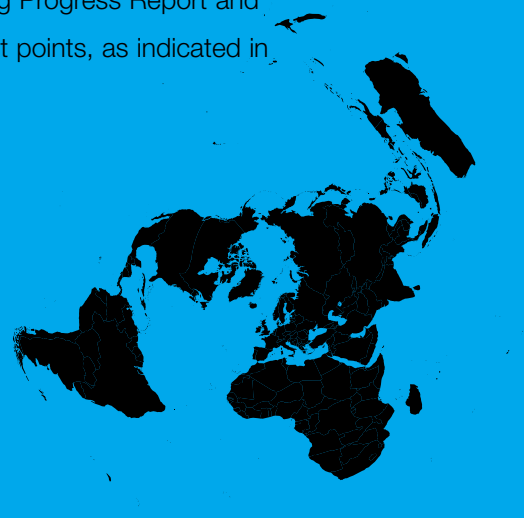 g Progress Report and
t points, as indicated in